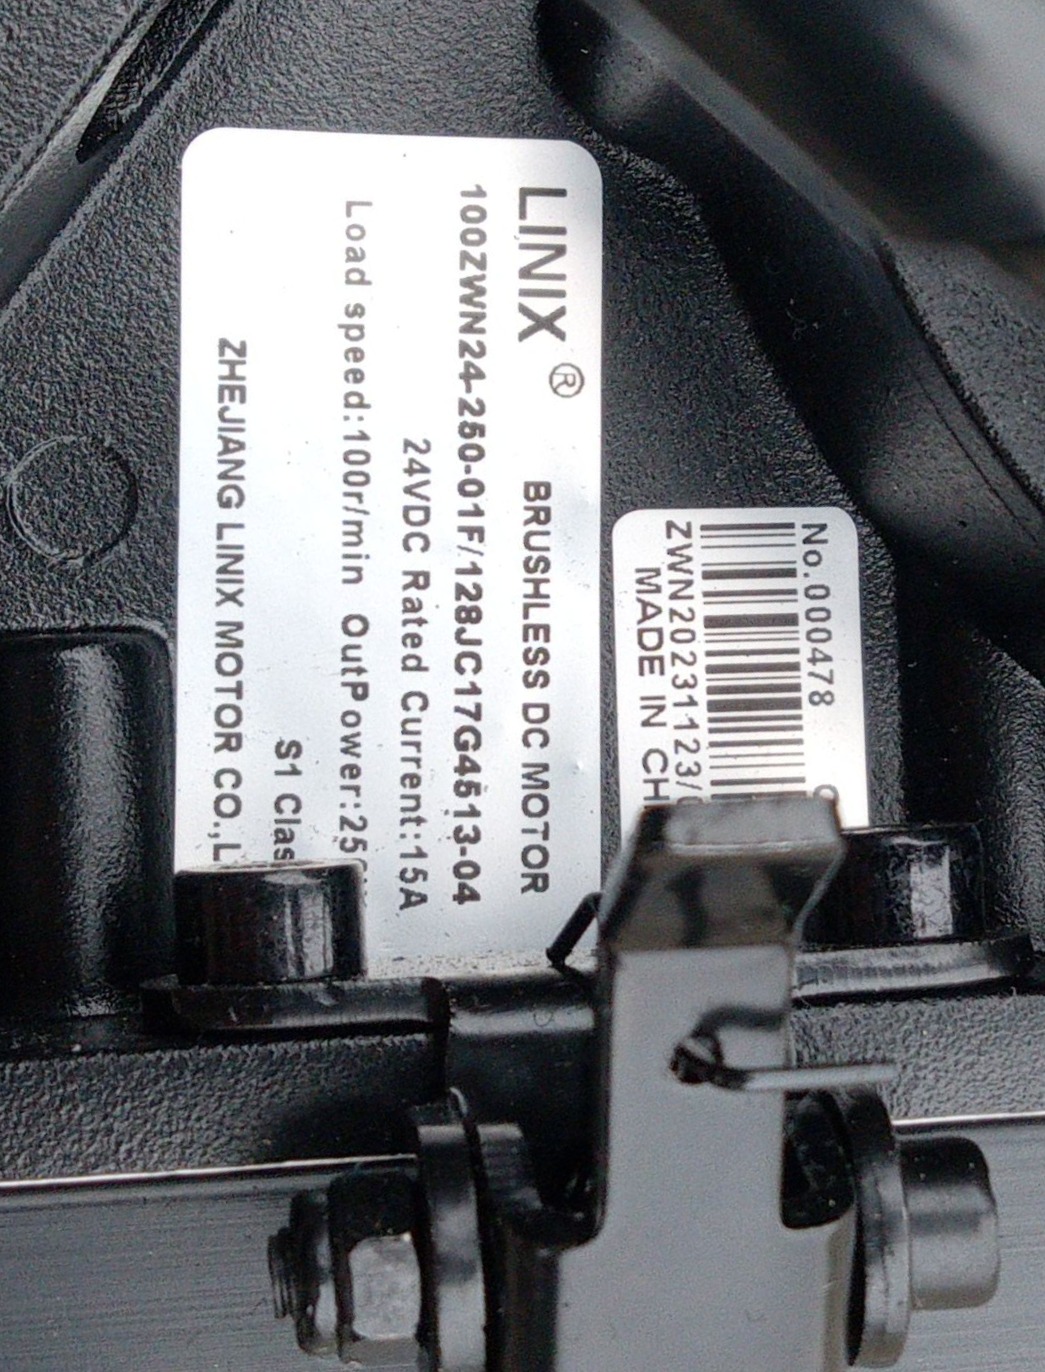 LINIX ® BRUSHLESS DC MOTOR
100ZWN24-250-01F/128JC17G4513-04
24VDC Rated Current:15A
Load speed:100r/min OutPower:25
S1 Clas
ZHEJIANG LINIX MOTOR CO.,L
No.000478
ZWN20231123/
MADE IN CH